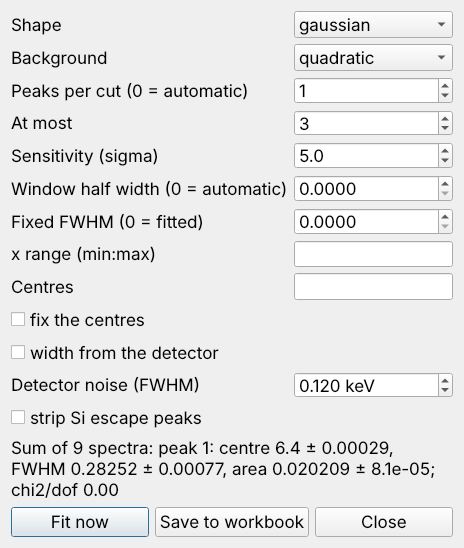 Shape gaussian
Background quadratic
Peaks per cut (0 = automatic) 1
At most 3
Sensitivity (sigma) 5.0
Window half width (0 = automatic) 0.0000
Fixed FWHM (0 = fitted) 0.0000
x range (min:max)
Centres
fix the centres
width from the detector
Detector noise (FWHM) 0.120 keV
strip Si escape peaks
Sum of 9 spectra: peak 1: centre 6.4 ± 0.00029,
FWHM 0.28252 ± 0.00077, area 0.020209 ± 8.1e-05;
chi2/dof 0.00
Fit now Save to workbook Close